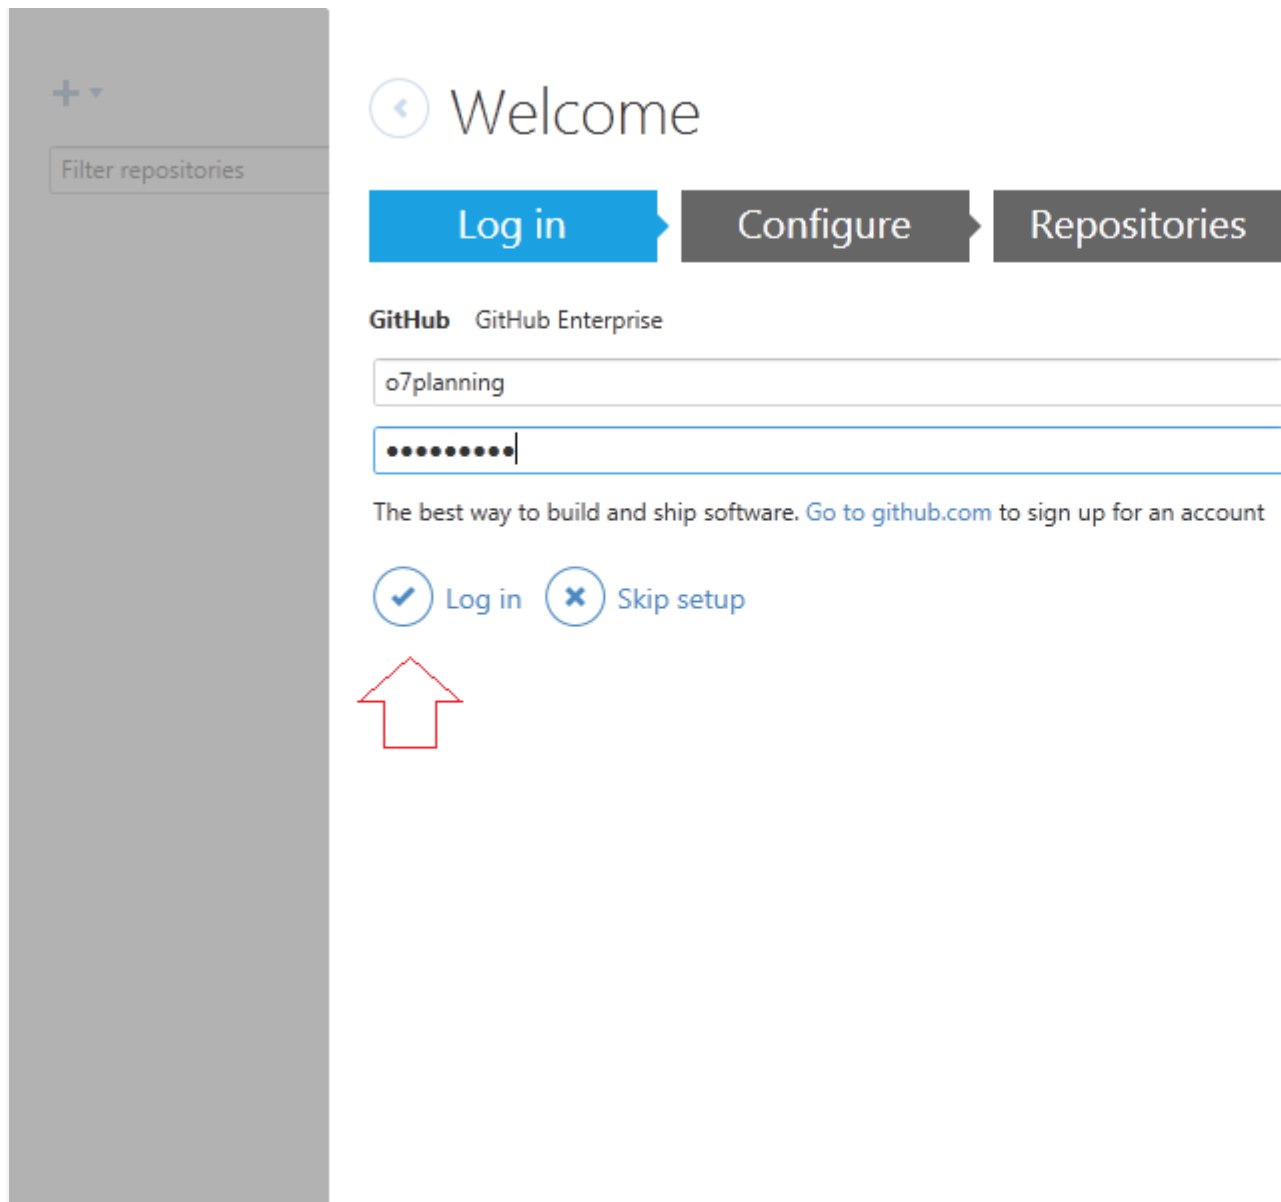 Filter repositories
Welcome
Log in
Configure
Repositories
GitHub GitHub Enterprise
o7planning
•••••••••
The best way to build and ship software. Go to github.com to sign up for an account
Log in Skip setup